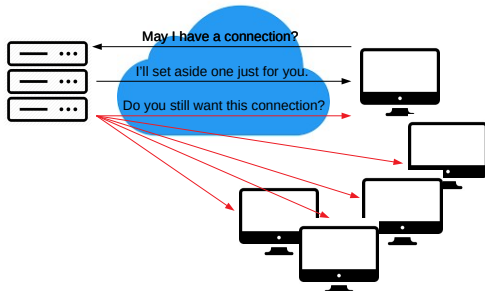 May I have a connection?
I'll set aside one just for you.
Do you still want this connection?